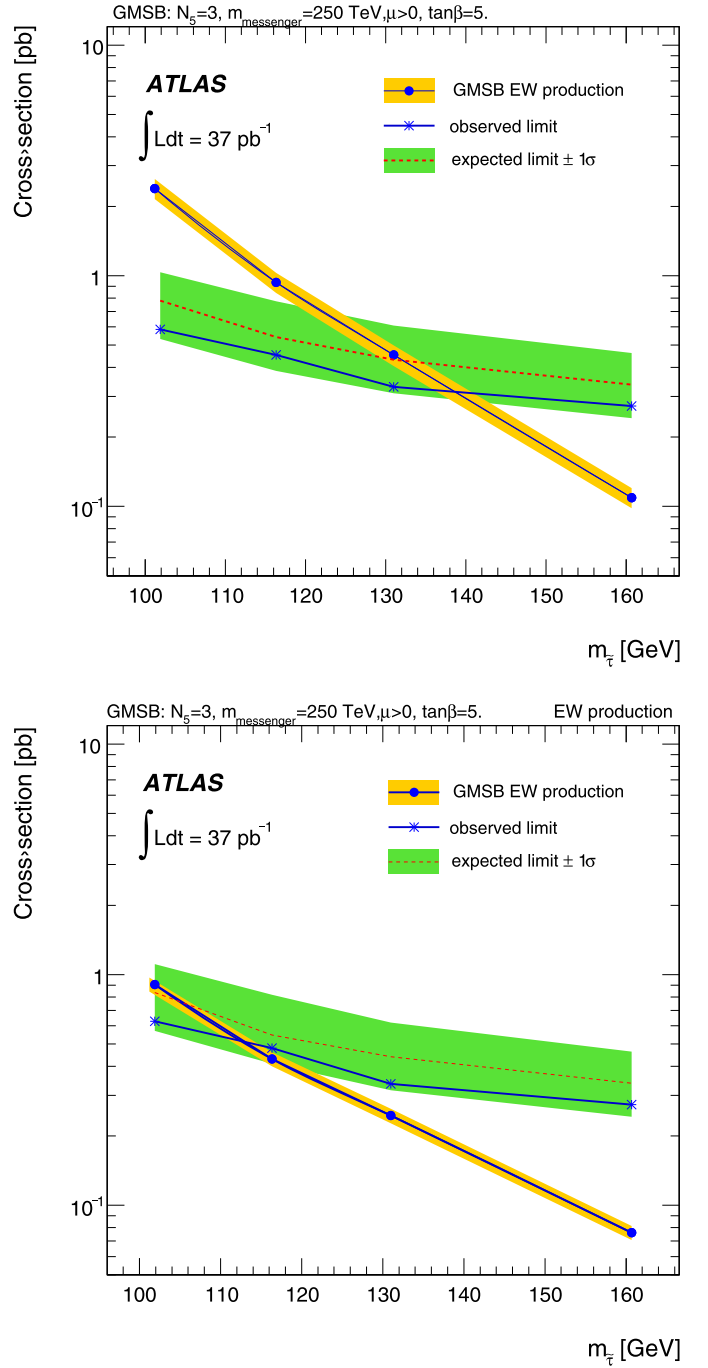 GMSB: N5=3, mmessenger=250 TeV,μ>0, tanβ=5.
Cross›section [pb]
10
ATLAS
∫Ldt = 37 pb−1
GMSB EW production
observed limit
expected limit ± 1σ
1
10−1
100 110 120 130 140 150 160
mτ̃ [GeV]
GMSB: N5=3, mmessenger=250 TeV,μ>0, tanβ=5. EW production
Cross›section [pb]
10
ATLAS
∫Ldt = 37 pb−1
GMSB EW production
observed limit
expected limit ± 1σ
1
10−1
100 110 120 130 140 150 160
mτ̃ [GeV]